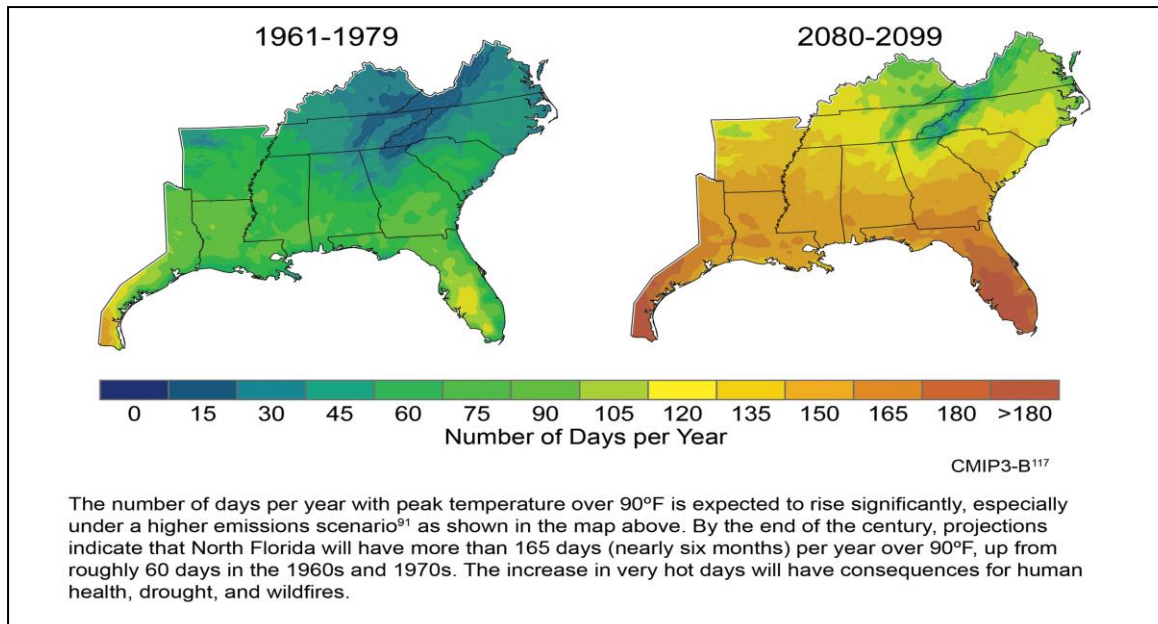 1961-1979 2080-2099
0 15 30 45 60 75 90 105 120 135 150 165 180 >180
Number of Days per Year
CMIP3-B¹¹⁷
The number of days per year with peak temperature over 90ºF is expected to rise significantly, especially
under a higher emissions scenario⁹¹ as shown in the map above. By the end of the century, projections
indicate that North Florida will have more than 165 days (nearly six months) per year over 90ºF, up from
roughly 60 days in the 1960s and 1970s. The increase in very hot days will have consequences for human
health, drought, and wildfires.